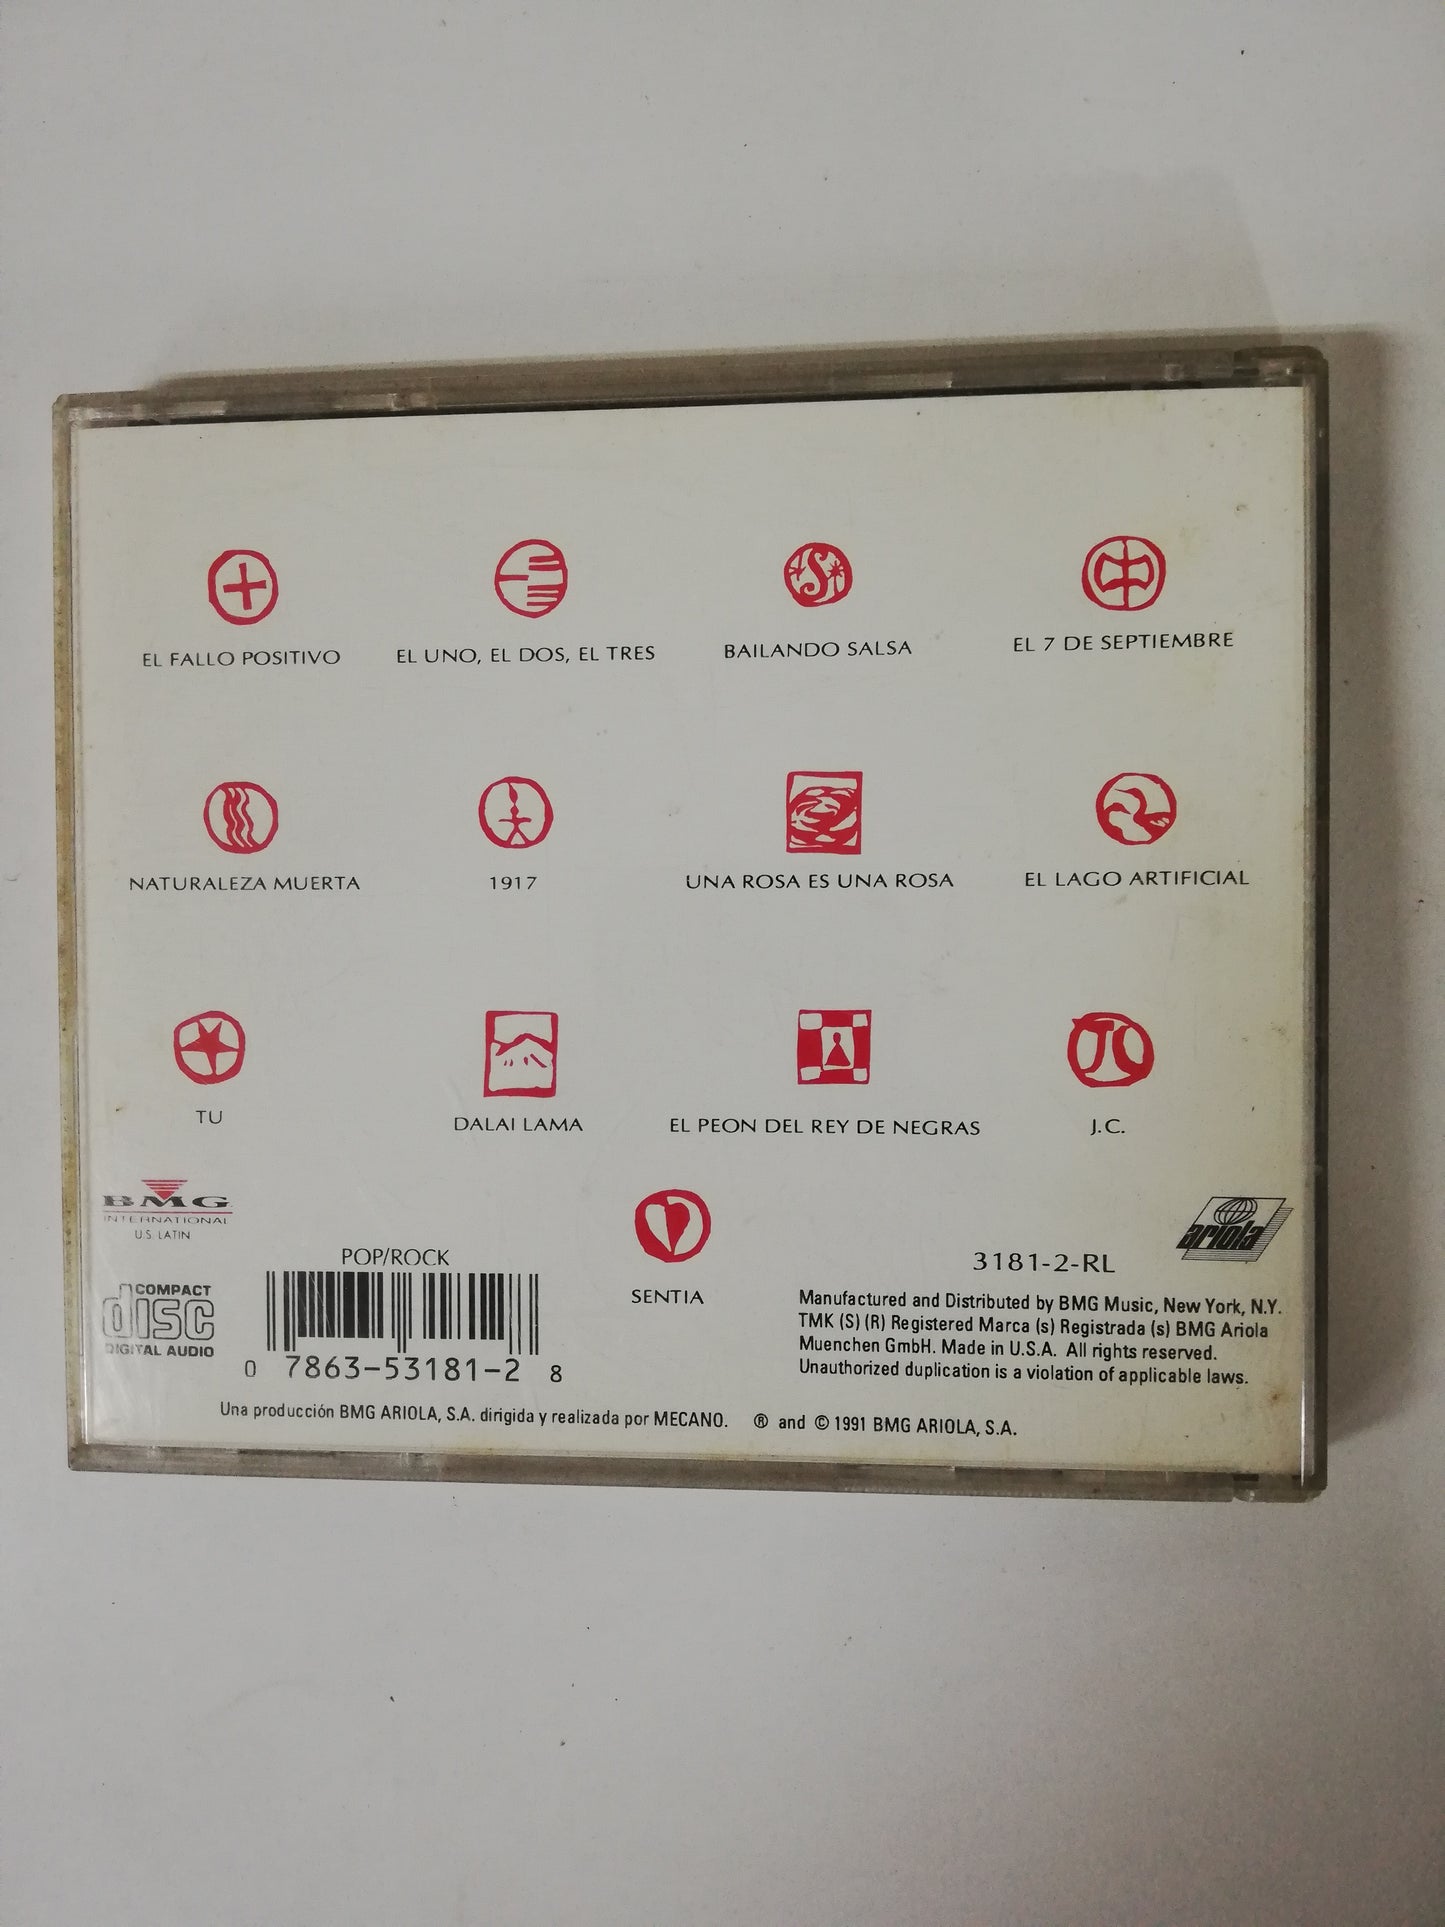 EL FALLO POSITIVO
EL UNO, EL DOS, EL TRES
BAILANDO SALSA
EL 7 DE SEPTIEMBRE
NATURALEZA MUERTA
1917
UNA ROSA ES UNA ROSA
EL LAGO ARTIFICIAL
TU
DALAI LAMA
EL PEON DEL REY DE NEGRAS
J.C.
BMG
INTERNATIONAL
US LATIN
COMPACT
disc
DIGITAL AUDIO
POP/ROCK
0 7863-53181-2 8
SENTIA
3181-2-RL
ariola
Manufactured and Distributed by BMG Music, New York, N.Y.
TMK (S) (R) Registered Marca (s) Registrada (s) BMG Ariola
Muenchen GmbH. Made in U.S.A. All rights reserved.
Unauthorized duplication is a violation of applicable laws.
Una producción BMG ARIOLA, S.A. dirigida y realizada por MECANO. ® and © 1991 BMG ARIOLA, S.A.